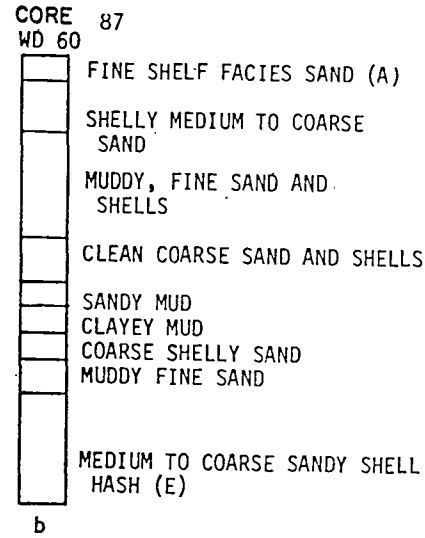 CORE 87
WD 60
FINE SHELF FACIES SAND (A)
SHELLY MEDIUM TO COARSE
SAND
MUDDY, FINE SAND AND
SHELLS
CLEAN COARSE SAND AND SHELLS
SANDY MUD
CLAYEY MUD
COARSE SHELLY SAND
MUDDY FINE SAND
MEDIUM TO COARSE SANDY SHELL
HASH (E)
b